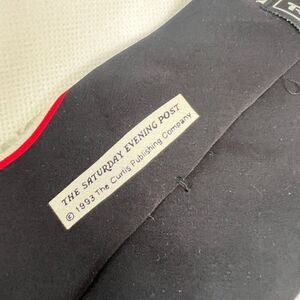 THE SATURDAY EVENING POST
© 1993 The Curtis Publishing Company